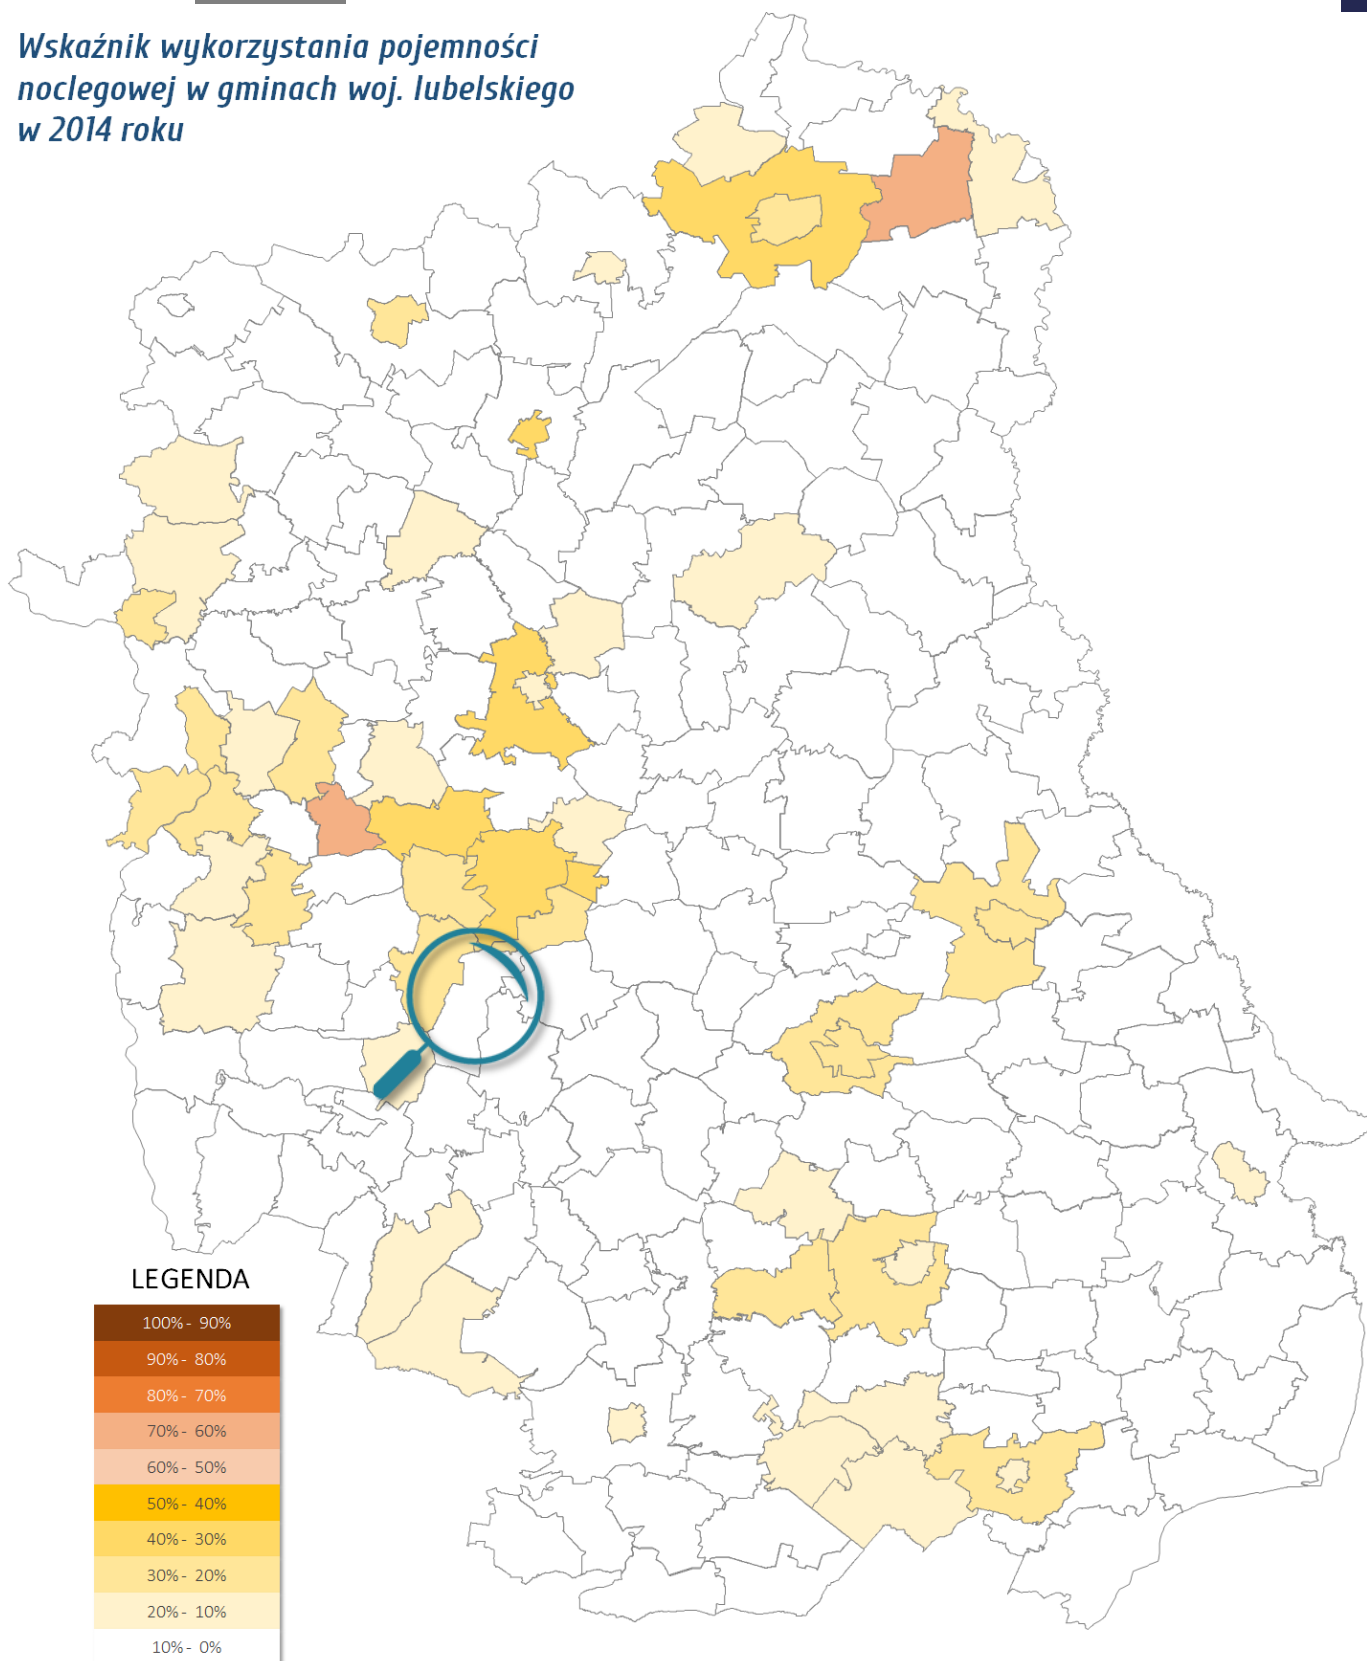 Wskaźnik wykorzystania pojemności
noclegowej w gminach woj. lubelskiego
w 2014 roku
LEGENDA
100% - 90%
90% - 80%
80% - 70%
70% - 60%
60% - 50%
50% - 40%
40% - 30%
30% - 20%
20% - 10%
10% - 0%